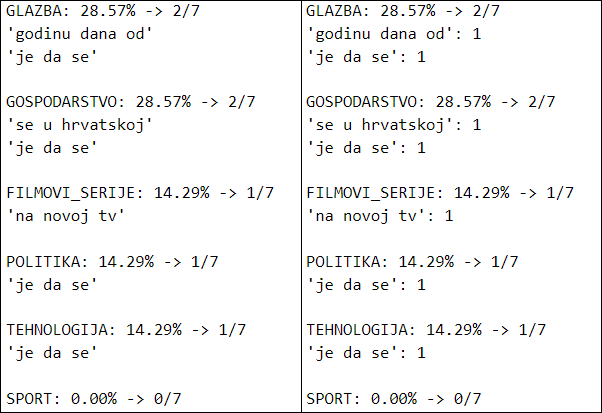 GLAZBA: 28.57% -> 2/7
'godinu dana od'
'je da se'
GOSPODARSTVO: 28.57% -> 2/7
'se u hrvatskoj'
'je da se'
FILMOVI_SERIJE: 14.29% -> 1/7
'na novoj tv'
POLITIKA: 14.29% -> 1/7
'je da se'
TEHNOLOGIJA: 14.29% -> 1/7
'je da se'
SPORT: 0.00% -> 0/7
GLAZBA: 28.57% -> 2/7
'godinu dana od': 1
'je da se': 1
GOSPODARSTVO: 28.57% -> 2/7
'se u hrvatskoj': 1
'je da se': 1
FILMOVI_SERIJE: 14.29% -> 1/7
'na novoj tv': 1
POLITIKA: 14.29% -> 1/7
'je da se': 1
TEHNOLOGIJA: 14.29% -> 1/7
'je da se': 1
SPORT: 0.00% -> 0/7